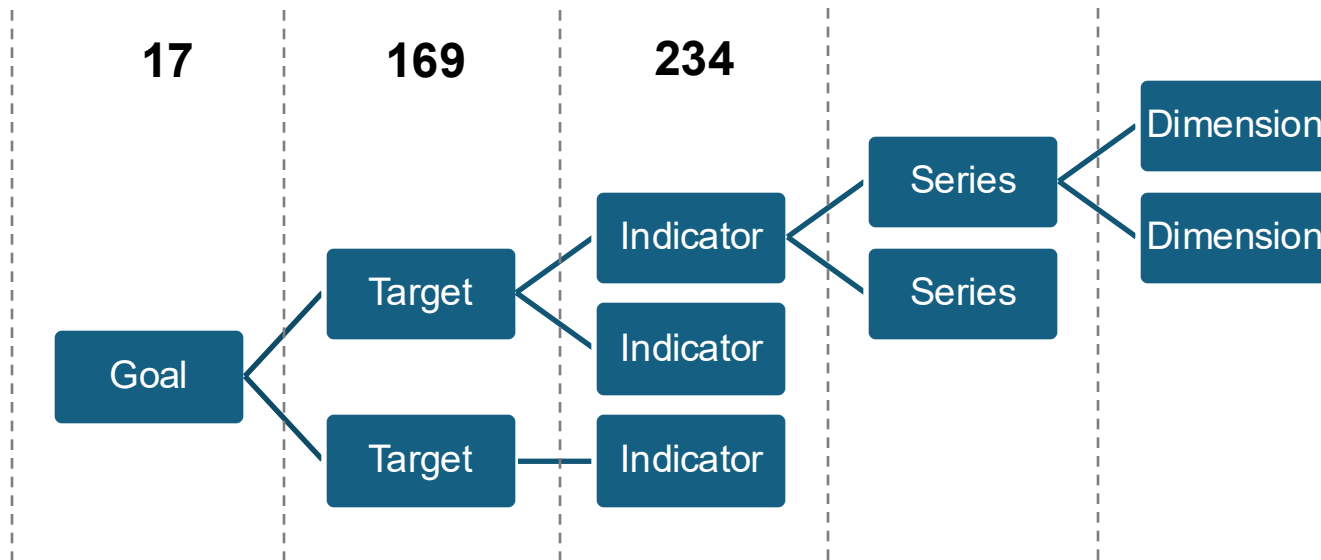 17
169
234
Goal
Target
Target
Indicator
Indicator
Indicator
Series
Series
Dimension
Dimension